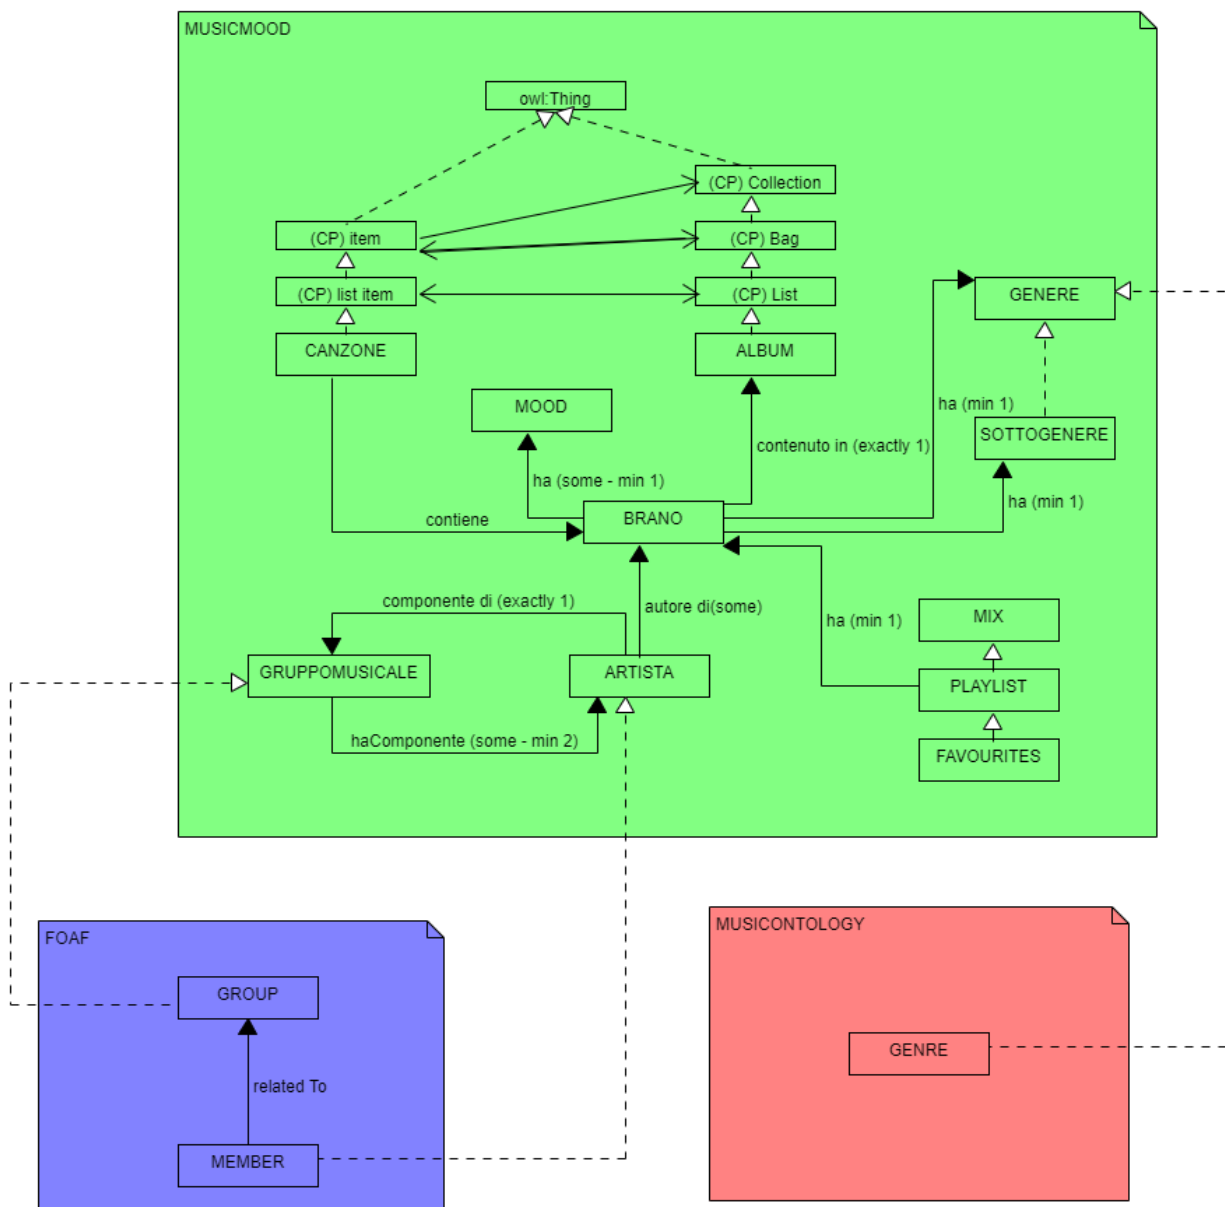 MUSICMOOD
owl:Thing
(CP) Collection
(CP) item
(CP) Bag
(CP) list item
(CP) List
GENERE
CANZONE
ALBUM
MOOD
ha (min 1)
SOTTOGENERE
contenuto in (exactly 1)
ha (some - min 1)
ha (min 1)
contiene
BRANO
componente di (exactly 1)
autore di(some)
ha (min 1)
MIX
GRUPPOMUSICALE
ARTISTA
PLAYLIST
haComponente (some - min 2)
FAVOURITES
FOAF
GROUP
related To
MEMBER
MUSICONTOLOGY
GENRE